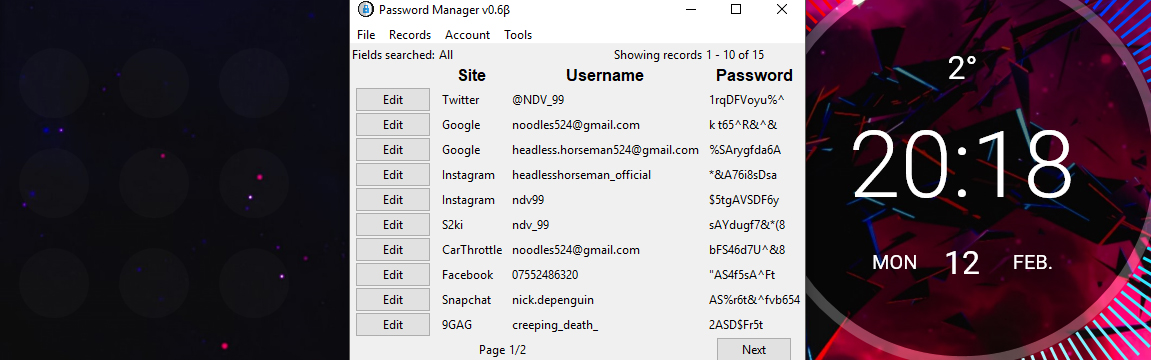 Password Manager v0.6β
File Records Account Tools
Fields searched: All Showing records 1 - 10 of 15
Site Username Password
Edit Twitter @NDV_99 1rqDFVoyu%^
Edit Google noodles524@gmail.com k t65^R&^&
Edit Google headless.horseman524@gmail.com %SArygfda6A
Edit Instagram headlesshorseman_official *&A76i8sDsa
Edit Instagram ndv99 $5tgAVSDF6y
Edit S2ki ndv_99 sAYdugf7&*(8
Edit CarThrottle noodles524@gmail.com bFS46d7U^&8
Edit Facebook 07552486320 "AS4f5sA^Ft
Edit Snapchat nick.depenguin AS%r6t&^fvb654
Edit 9GAG creeping_death_ 2ASD$Fr5t
Page 1/2 Next
2°
20:18
MON 12 FEB.